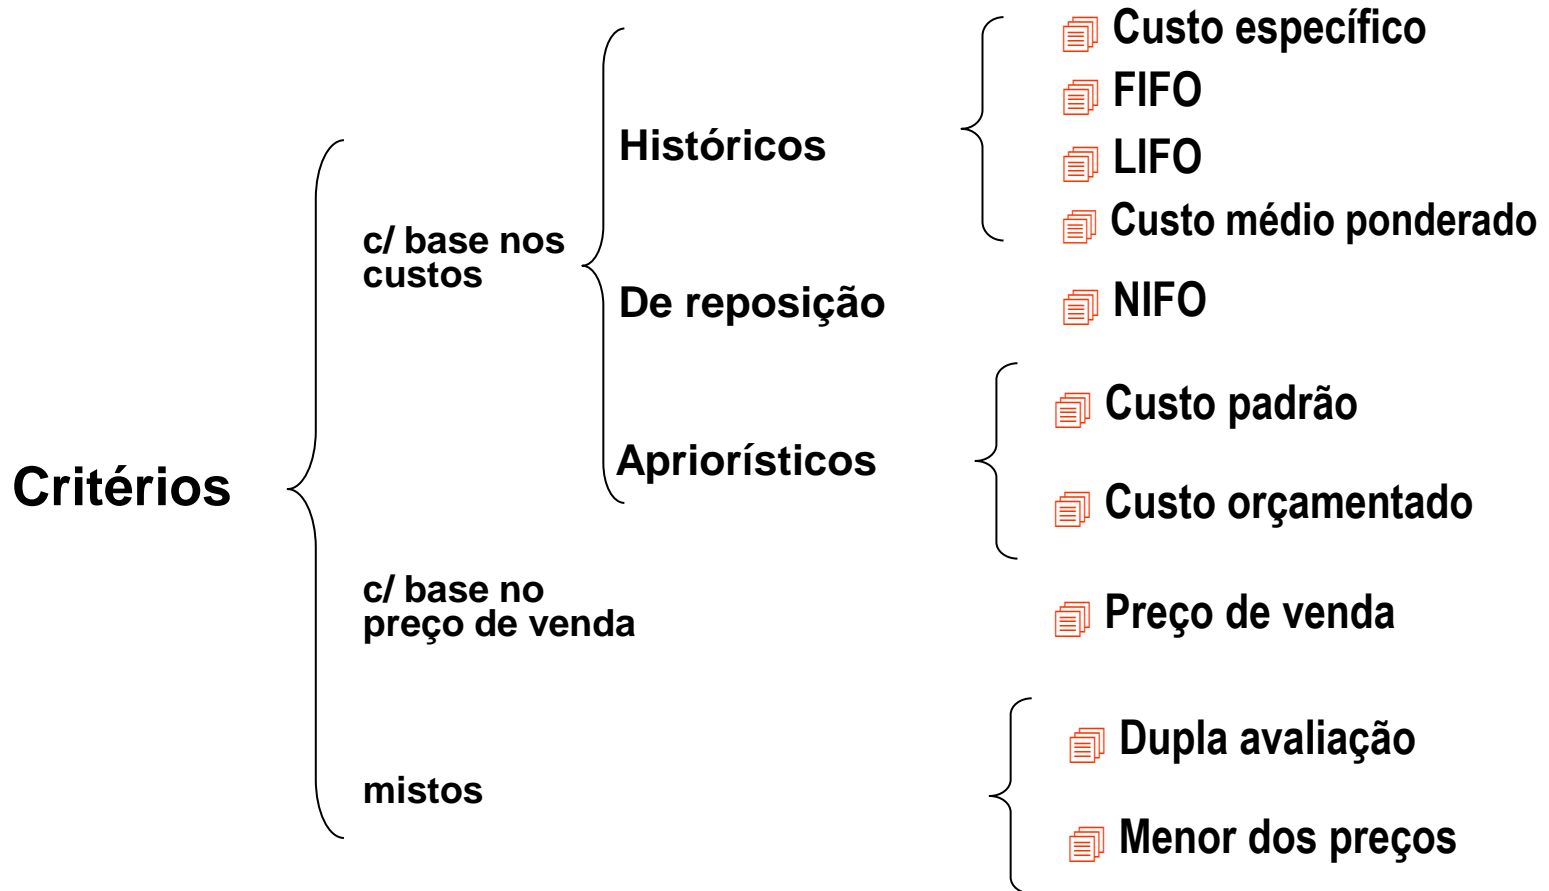 Critérios
c/ base nos
custos
Históricos
Custo específico
FIFO
LIFO
Custo médio ponderado
De reposição
NIFO
Apriorísticos
Custo padrão
Custo orçamentado
c/ base no
preço de venda
Preço de venda
mistos
Dupla avaliação
Menor dos preços